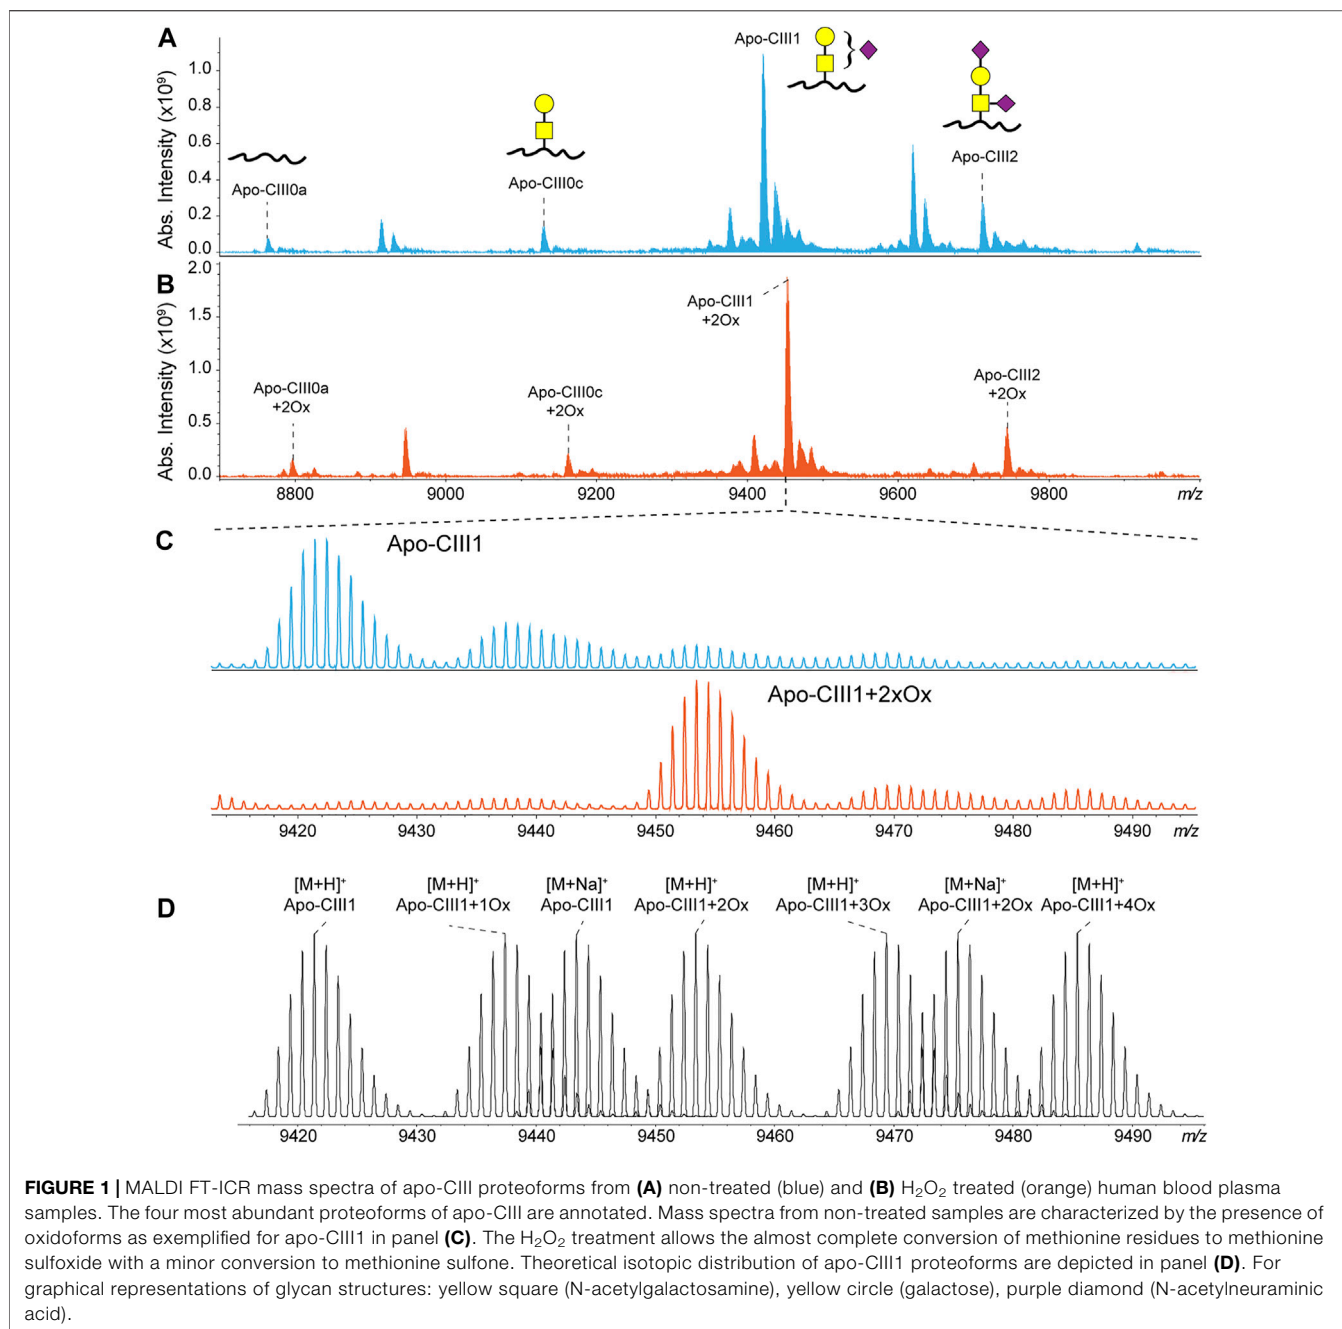 A
Apo-CIII1
Abs. Intensity (x10⁹)
1.0
0.8
0.6
0.4
0.2
0.0
Apo-CIII0a
Apo-CIII0c
Apo-CIII2
B
Abs. Intensity (x10⁹)
2.0
1.5
1.0
0.5
0.0
Apo-CIII0a
+2Ox
Apo-CIII0c
+2Ox
Apo-CIII1
+2Ox
Apo-CIII2
+2Ox
8800 9000 9200 9400 9600 9800 m/z
C
Apo-CIII1
Apo-CIII1+2xOx
9420 9430 9440 9450 9460 9470 9480 9490 m/z
D
[M+H]⁺ [M+H]⁺ [M+Na]⁺ [M+H]⁺ [M+H]⁺ [M+Na]⁺ [M+H]⁺
Apo-CIII1 Apo-CIII1+1Ox Apo-CIII1 Apo-CIII1+2Ox Apo-CIII1+3Ox Apo-CIII1+2Ox Apo-CIII1+4Ox
9420 9430 9440 9450 9460 9470 9480 9490 m/z
FIGURE 1 | MALDI FT-ICR mass spectra of apo-CIII proteoforms from (A) non-treated (blue) and (B) H₂O₂ treated (orange) human blood plasma
samples. The four most abundant proteoforms of apo-CIII are annotated. Mass spectra from non-treated samples are characterized by the presence of
oxidoforms as exemplified for apo-CIII1 in panel (C). The H₂O₂ treatment allows the almost complete conversion of methionine residues to methionine
sulfoxide with a minor conversion to methionine sulfone. Theoretical isotopic distribution of apo-CIII1 proteoforms are depicted in panel (D). For
graphical representations of glycan structures: yellow square (N-acetylgalactosamine), yellow circle (galactose), purple diamond (N-acetylneuraminic
acid).